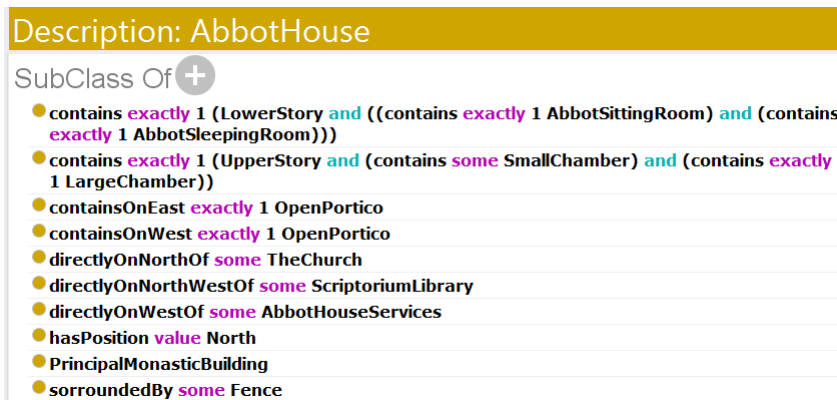 Description: AbbotHouse
SubClass Of +
contains exactly 1 (LowerStory and ((contains exactly 1 AbbotSittingRoom) and (contains
exactly 1 AbbotSleepingRoom)))
contains exactly 1 (UpperStory and (contains some SmallChamber) and (contains exactly
1 LargeChamber))
containsOnEast exactly 1 OpenPortico
containsOnWest exactly 1 OpenPortico
directlyOnNorthOf some TheChurch
directlyOnNorthWestOf some ScriptoriumLibrary
directlyOnWestOf some AbbotHouseServices
hasPosition value North
PrincipalMonasticBuilding
sorroundedBy some Fence